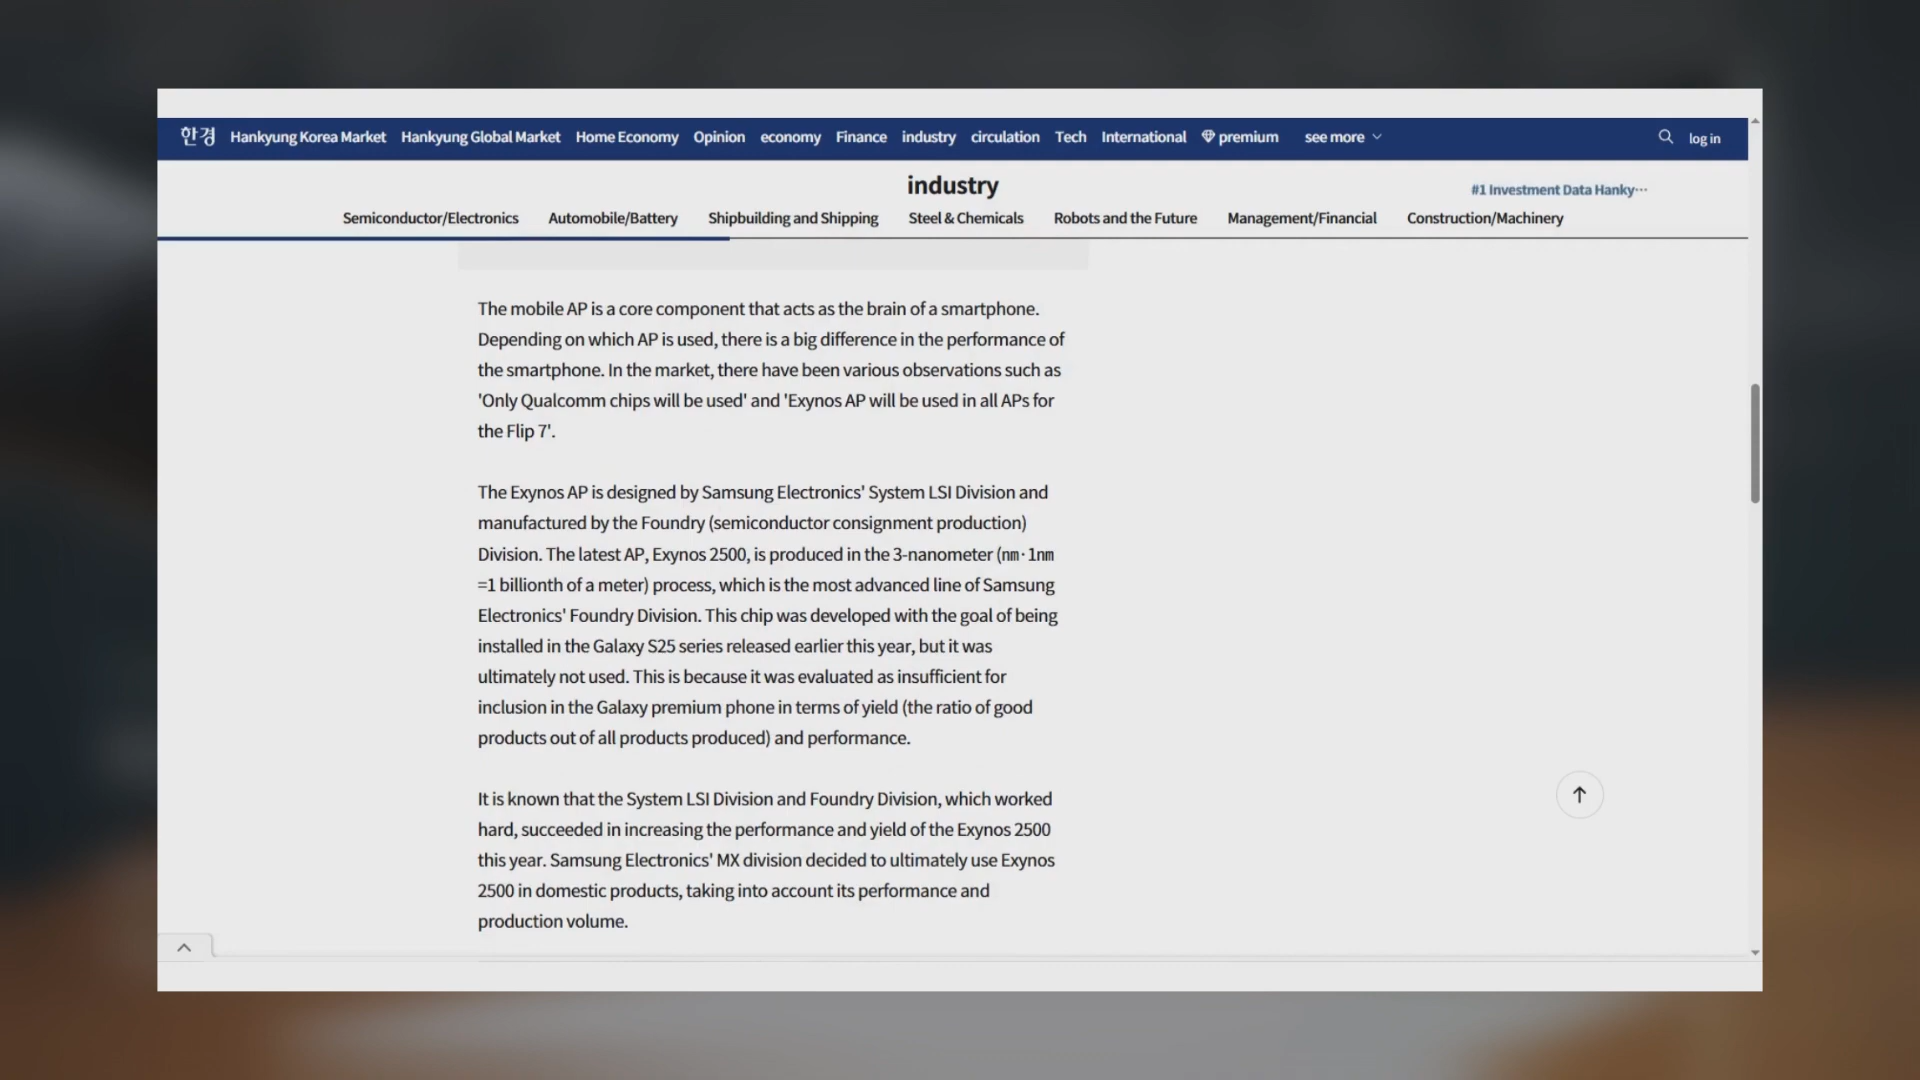 한경 Hankyung Korea Market Hankyung Global Market Home Economy Opinion economy Finance industry circulation Tech International premium see more log in
industry
#1 Investment Data Hanky···
Semiconductor/Electronics Automobile/Battery Shipbuilding and Shipping Steel & Chemicals Robots and the Future Management/Financial Construction/Machinery
The mobile AP is a core component that acts as the brain of a smartphone.
Depending on which AP is used, there is a big difference in the performance of
the smartphone. In the market, there have been various observations such as
'Only Qualcomm chips will be used' and 'Exynos AP will be used in all APs for
the Flip 7'.
The Exynos AP is designed by Samsung Electronics' System LSI Division and
manufactured by the Foundry (semiconductor consignment production)
Division. The latest AP, Exynos 2500, is produced in the 3-nanometer (㎚·1㎚
=1 billionth of a meter) process, which is the most advanced line of Samsung
Electronics' Foundry Division. This chip was developed with the goal of being
installed in the Galaxy S25 series released earlier this year, but it was
ultimately not used. This is because it was evaluated as insufficient for
inclusion in the Galaxy premium phone in terms of yield (the ratio of good
products out of all products produced) and performance.
It is known that the System LSI Division and Foundry Division, which worked
hard, succeeded in increasing the performance and yield of the Exynos 2500
this year. Samsung Electronics' MX division decided to ultimately use Exynos
2500 in domestic products, taking into account its performance and
production volume.